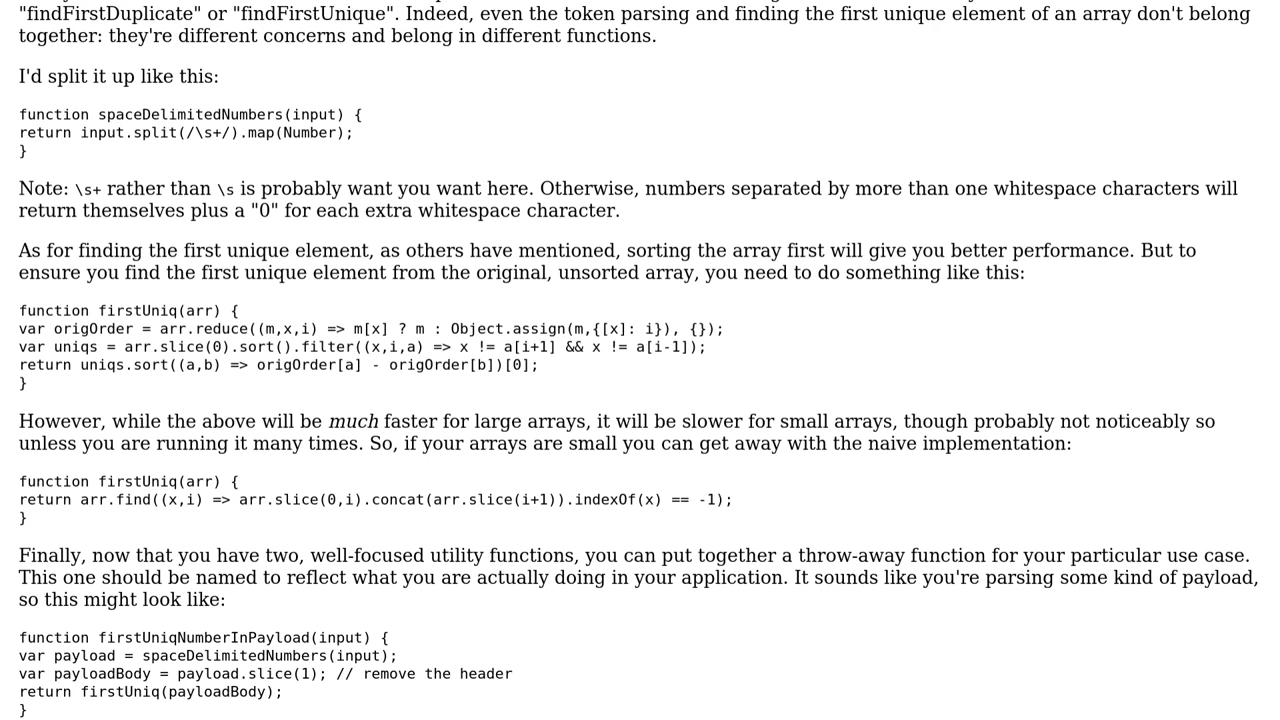 "findFirstDuplicate" or "findFirstUnique". Indeed, even the token parsing and finding the first unique element of an array don't belong
together: they're different concerns and belong in different functions.
I'd split it up like this:
function spaceDelimitedNumbers(input) {
return input.split(/\s+/).map(Number);
}
Note: \s+ rather than \s is probably want you want here. Otherwise, numbers separated by more than one whitespace characters will
return themselves plus a "0" for each extra whitespace character.
As for finding the first unique element, as others have mentioned, sorting the array first will give you better performance. But to
ensure you find the first unique element from the original, unsorted array, you need to do something like this:
function firstUniq(arr) {
var origOrder = arr.reduce((m,x,i) => m[x] ? m : Object.assign(m,{[x]: i}), {});
var uniqs = arr.slice(0).sort().filter((x,i,a) => x != a[i+1] && x != a[i-1]);
return uniqs.sort((a,b) => origOrder[a] - origOrder[b])[0];
}
However, while the above will be much faster for large arrays, it will be slower for small arrays, though probably not noticeably so
unless you are running it many times. So, if your arrays are small you can get away with the naive implementation:
function firstUniq(arr) {
return arr.find((x,i) => arr.slice(0,i).concat(arr.slice(i+1)).indexOf(x) == -1);
}
Finally, now that you have two, well-focused utility functions, you can put together a throw-away function for your particular use case.
This one should be named to reflect what you are actually doing in your application. It sounds like you're parsing some kind of payload,
so this might look like:
function firstUniqNumberInPayload(input) {
var payload = spaceDelimitedNumbers(input);
var payloadBody = payload.slice(1); // remove the header
return firstUniq(payloadBody);
}